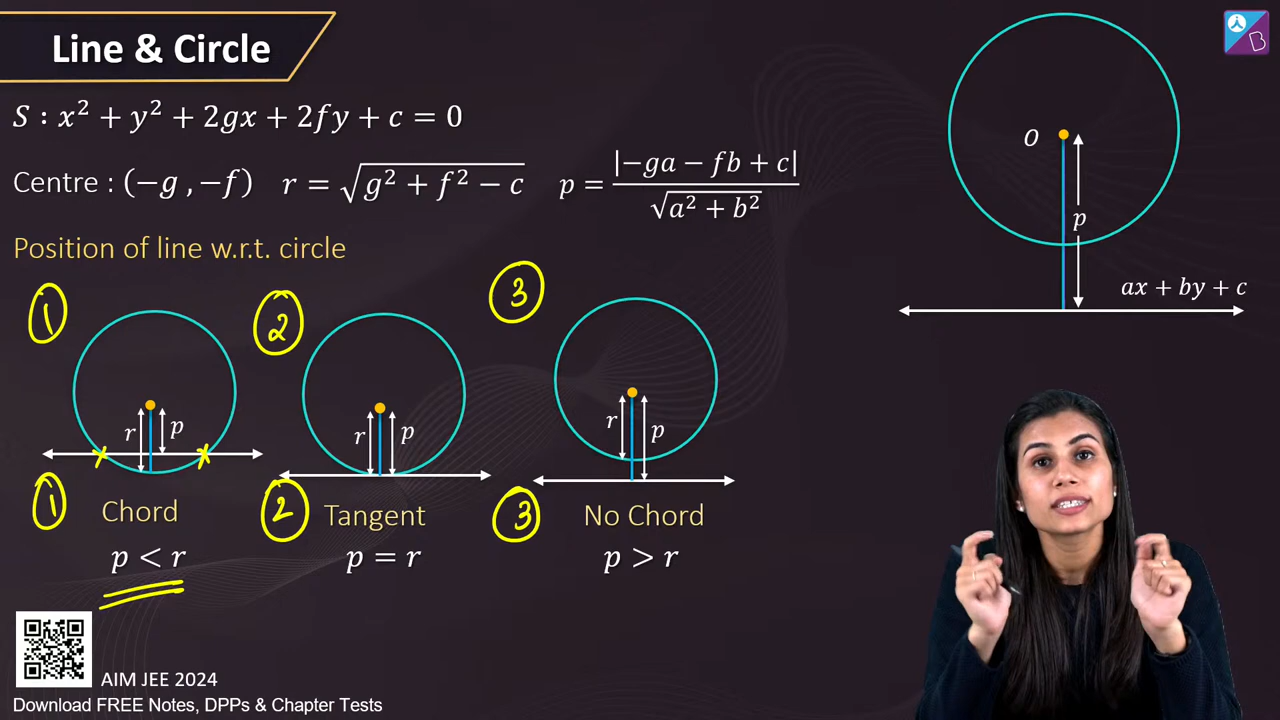 Line & Circle
S : x² + y² + 2gx + 2fy + c = 0
Centre : (−g , −f) r = √(g² + f² − c) p = |−ga − fb + c| / √(a² + b²)
Position of line w.r.t. circle
O
p
ax + by + c
B
1
2
3
r p
r p
r p
1 Chord
2 Tangent
3 No Chord
p < r
p = r
p > r
AIM JEE 2024
Download FREE Notes, DPPs & Chapter Tests